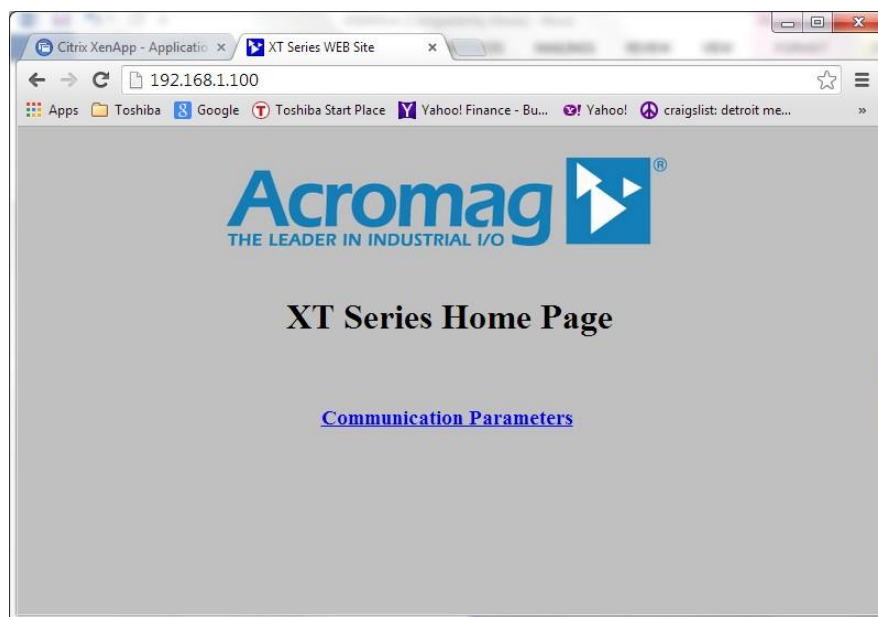 Citrix XenApp - Applicatio
XT Series WEB Site
192.168.1.100
Apps
Toshiba
Google
Toshiba Start Place
Yahoo! Finance - Bu...
Yahoo!
craigslist: detroit me...
»
Acromag®
THE LEADER IN INDUSTRIAL I/O
XT Series Home Page
Communication Parameters